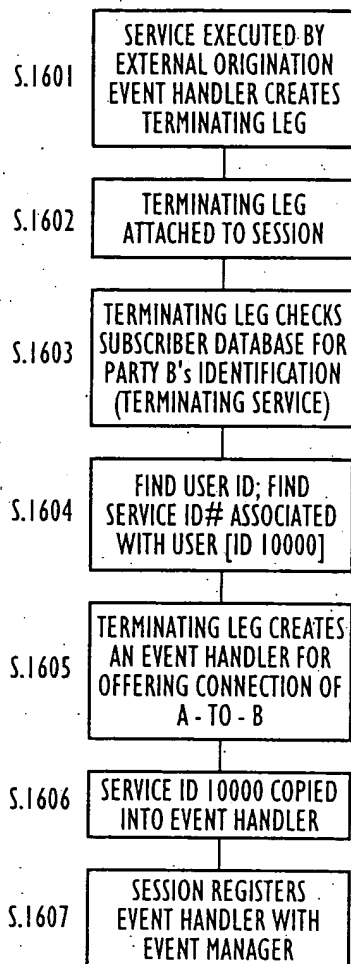 S.1601
SERVICE EXECUTED BY
EXTERNAL ORIGINATION
EVENT HANDLER CREATES
TERMINATING LEG
S.1602
TERMINATING LEG
ATTACHED TO SESSION
S.1603
TERMINATING LEG CHECKS
SUBSCRIBER DATABASE FOR
PARTY B's IDENTIFICATION
(TERMINATING SERVICE)
S.1604
FIND USER ID; FIND
SERVICE ID# ASSOCIATED
WITH USER [ID 10000]
S.1605
TERMINATING LEG CREATES
AN EVENT HANDLER FOR
OFFERING CONNECTION OF
A - TO - B
S.1606
SERVICE ID 10000 COPIED
INTO EVENT HANDLER
S.1607
SESSION REGISTERS
EVENT HANDLER WITH
EVENT MANAGER